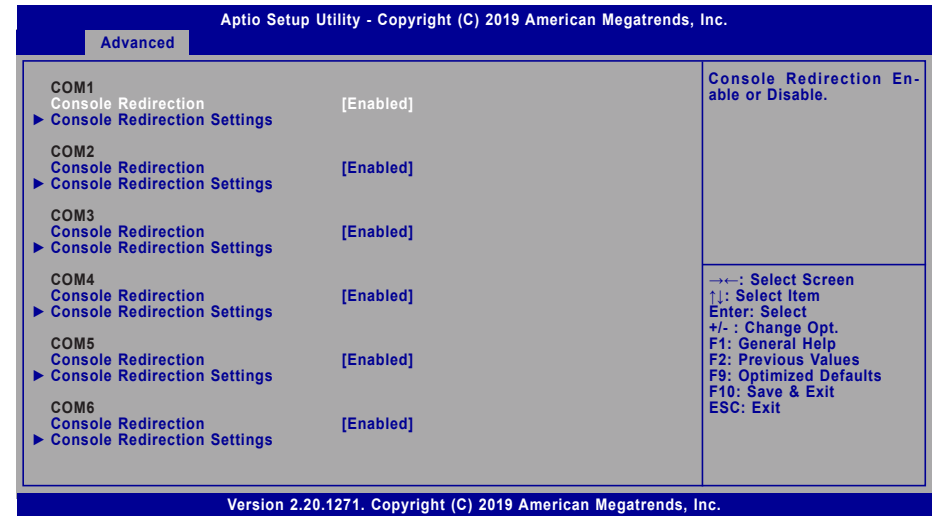 Aptio Setup Utility - Copyright (C) 2019 American Megatrends, Inc.
Advanced
COM1
Console Redirection [Enabled]
► Console Redirection Settings
COM2
Console Redirection [Enabled]
► Console Redirection Settings
COM3
Console Redirection [Enabled]
► Console Redirection Settings
COM4
Console Redirection [Enabled]
► Console Redirection Settings
COM5
Console Redirection [Enabled]
► Console Redirection Settings
COM6
Console Redirection [Enabled]
► Console Redirection Settings
Console Redirection En-
able or Disable.
→←: Select Screen
↑↓: Select Item
Enter: Select
+/- : Change Opt.
F1: General Help
F2: Previous Values
F9: Optimized Defaults
F10: Save & Exit
ESC: Exit
Version 2.20.1271. Copyright (C) 2019 American Megatrends, Inc.